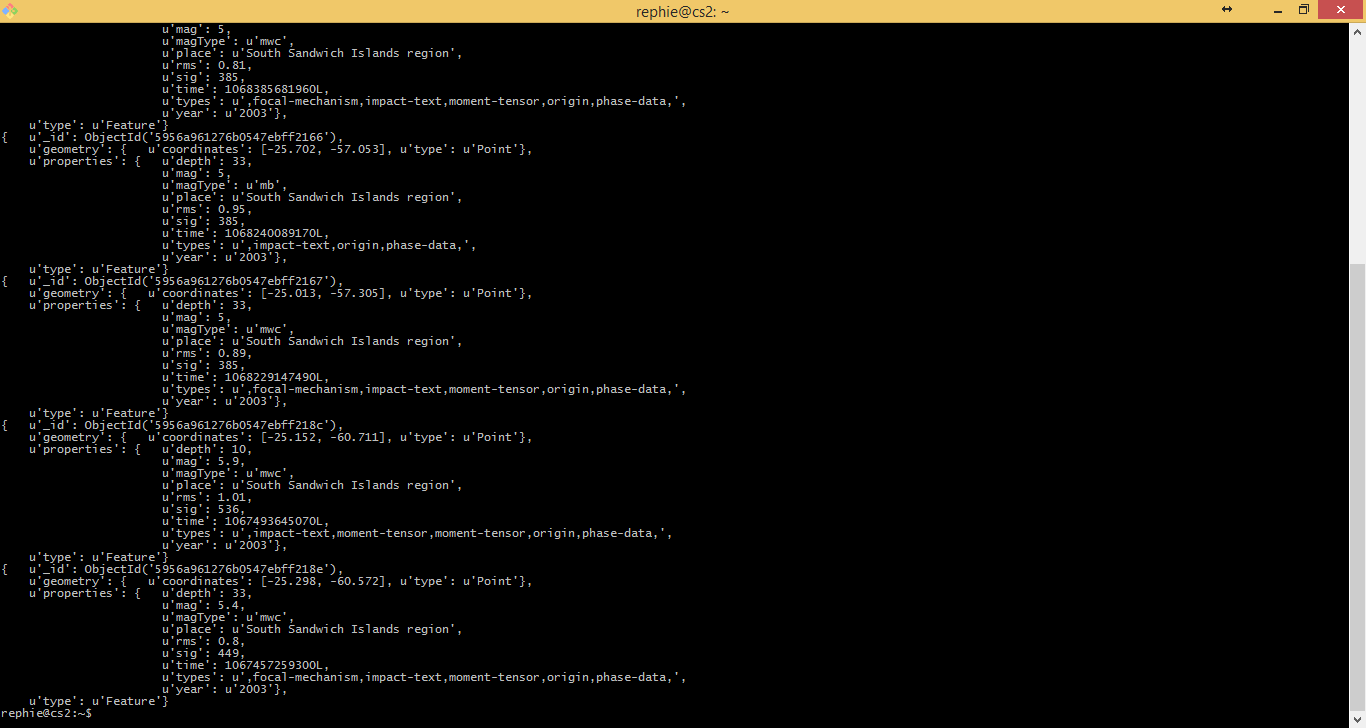 rephie@cs2: ~
u'mag': 5,
u'magType': u'mwc',
u'place': u'South Sandwich Islands region',
u'rms': 0.81,
u'sig': 385,
u'time': 1068385681960L,
u'types': u',focal-mechanism,impact-text,moment-tensor,origin,phase-data,',
u'year': u'2003'},
u'type': u'Feature'}
{   u'_id': ObjectId('5956a961276b0547ebff2166'),
u'geometry': {   u'coordinates': [-25.702, -57.053], u'type': u'Point'},
u'properties': {   u'depth': 33,
u'mag': 5,
u'magType': u'mb',
u'place': u'South Sandwich Islands region',
u'rms': 0.95,
u'sig': 385,
u'time': 1068240089170L,
u'types': u',impact-text,origin,phase-data,',
u'year': u'2003'},
u'type': u'Feature'}
{   u'_id': ObjectId('5956a961276b0547ebff2167'),
u'geometry': {   u'coordinates': [-25.013, -57.305], u'type': u'Point'},
u'properties': {   u'depth': 33,
u'mag': 5,
u'magType': u'mwc',
u'place': u'South Sandwich Islands region',
u'rms': 0.89,
u'sig': 385,
u'time': 1068229147490L,
u'types': u',focal-mechanism,impact-text,moment-tensor,origin,phase-data,',
u'year': u'2003'},
u'type': u'Feature'}
{   u'_id': ObjectId('5956a961276b0547ebff218c'),
u'geometry': {   u'coordinates': [-25.152, -60.711], u'type': u'Point'},
u'properties': {   u'depth': 10,
u'mag': 5.9,
u'magType': u'mwc',
u'place': u'South Sandwich Islands region',
u'rms': 1.01,
u'sig': 536,
u'time': 1067493645070L,
u'types': u',impact-text,moment-tensor,moment-tensor,origin,phase-data,',
u'year': u'2003'},
u'type': u'Feature'}
{   u'_id': ObjectId('5956a961276b0547ebff218e'),
u'geometry': {   u'coordinates': [-25.298, -60.572], u'type': u'Point'},
u'properties': {   u'depth': 33,
u'mag': 5.4,
u'magType': u'mwc',
u'place': u'South Sandwich Islands region',
u'rms': 0.8,
u'sig': 449,
u'time': 1067457259300L,
u'types': u',focal-mechanism,impact-text,moment-tensor,origin,phase-data,',
u'year': u'2003'},
u'type': u'Feature'}
rephie@cs2:~$